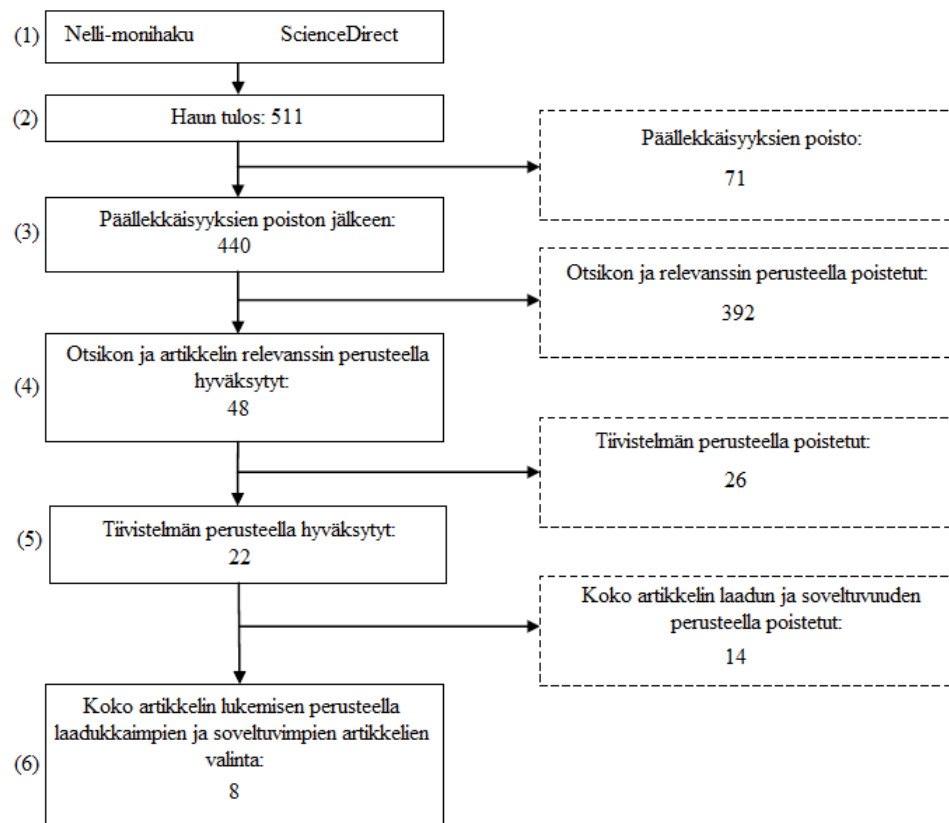 (1) Nelli-monihaku ScienceDirect
(2) Haun tulos: 511
Päällekkäisyyksien poisto:
71
(3) Päällekkäisyyksien poiston jälkeen:
440
Otsikon ja relevanssin perusteella poistetut:
392
Otsikon ja artikkelin relevanssin perusteella
(4) hyväksytyt:
48
Tiivistelmän perusteella poistetut:
26
(5) Tiivistelmän perusteella hyväksytyt:
22
Koko artikkelin laadun ja soveltuvuuden
perusteella poistetut:
14
Koko artikkelin lukemisen perusteella
laadukkaimpien ja soveltuvimpien artikkelien
(6) valinta:
8